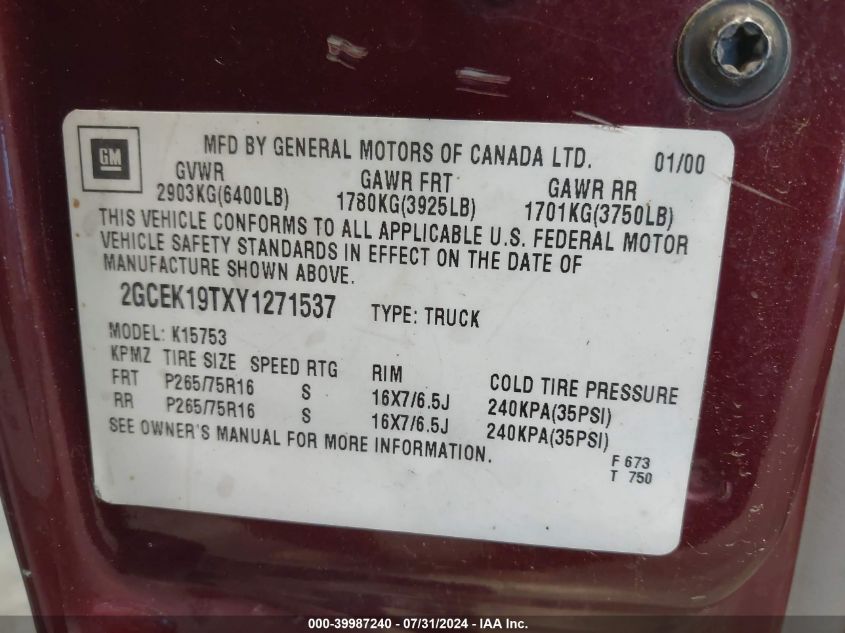 GM
MFD BY GENERAL MOTORS OF CANADA LTD. 01/00
GVWR GAWR FRT GAWR RR
2903KG(6400LB) 1780KG(3925LB) 1701KG(3750LB)
THIS VEHICLE CONFORMS TO ALL APPLICABLE U.S. FEDERAL MOTOR
VEHICLE SAFETY STANDARDS IN EFFECT ON THE DATE OF
MANUFACTURE SHOWN ABOVE.
2GCEK19TXY1271537 TYPE: TRUCK
MODEL: K15753
KPMZ TIRE SIZE SPEED RTG RIM COLD TIRE PRESSURE
FRT P265/75R16 S 16X7/6.5J 240KPA(35PSI)
RR P265/75R16 S 16X7/6.5J 240KPA(35PSI)
SEE OWNER'S MANUAL FOR MORE INFORMATION.
F 673
T 750
000-39987240 - 07/31/2024 - IAA Inc.